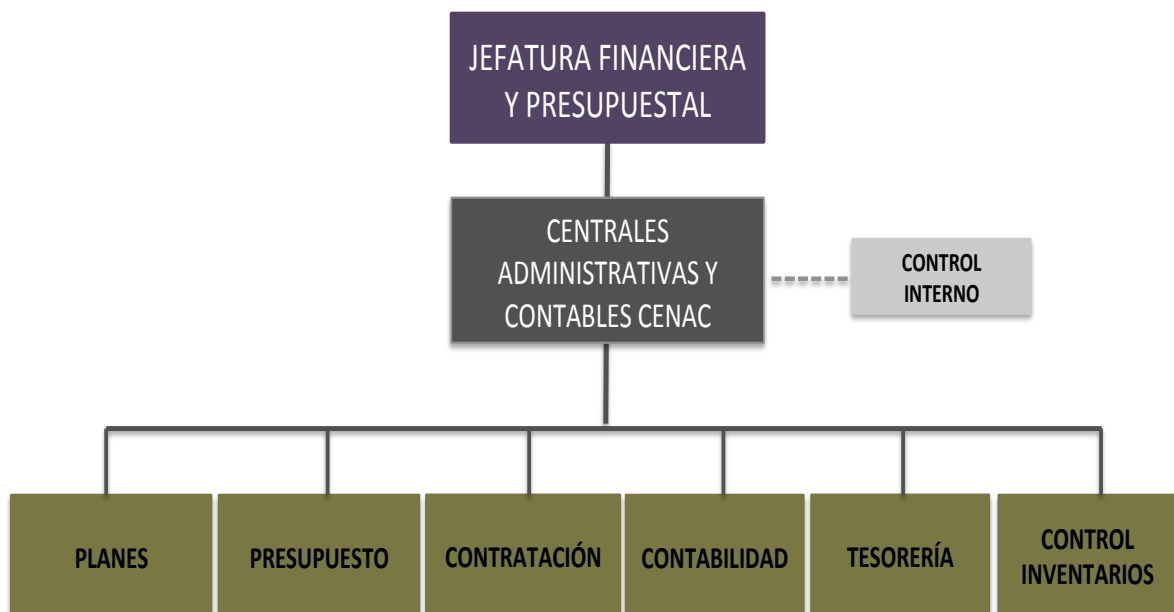 JEFATURA FINANCIERA
Y PRESUPUESTAL
CENTRALES
ADMINISTRATIVAS Y
CONTABLES CENAC
CONTROL
INTERNO
PLANES
PRESUPUESTO
CONTRATACIÓN
CONTABILIDAD
TESORERÍA
CONTROL
INVENTARIOS